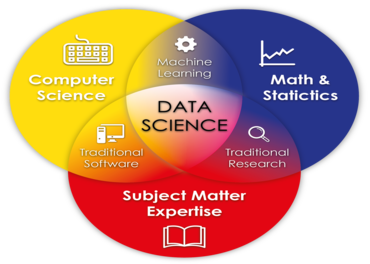 Machine
Learning
Computer
Science
Math &
Statictics
DATA
SCIENCE
Traditional
Software
Traditional
Research
Subject Matter
Expertise